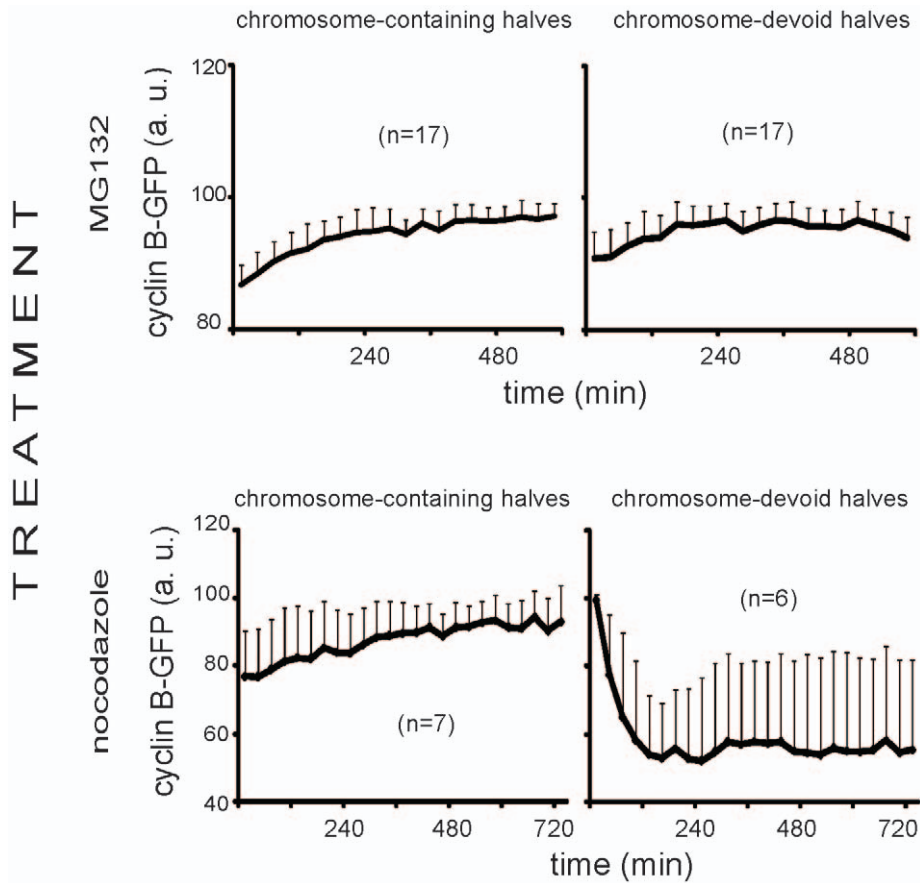 TREATMENT
MG132
chromosome-containing halves
chromosome-devoid halves
cyclin B-GFP (a. u.)
120
100
80
(n=17)
(n=17)
240
480
240
480
time (min)
nocodazole
chromosome-containing halves
chromosome-devoid halves
cyclin B-GFP (a. u.)
120
100
80
60
40
(n=7)
(n=6)
240
480
720
240
480
720
time (min)